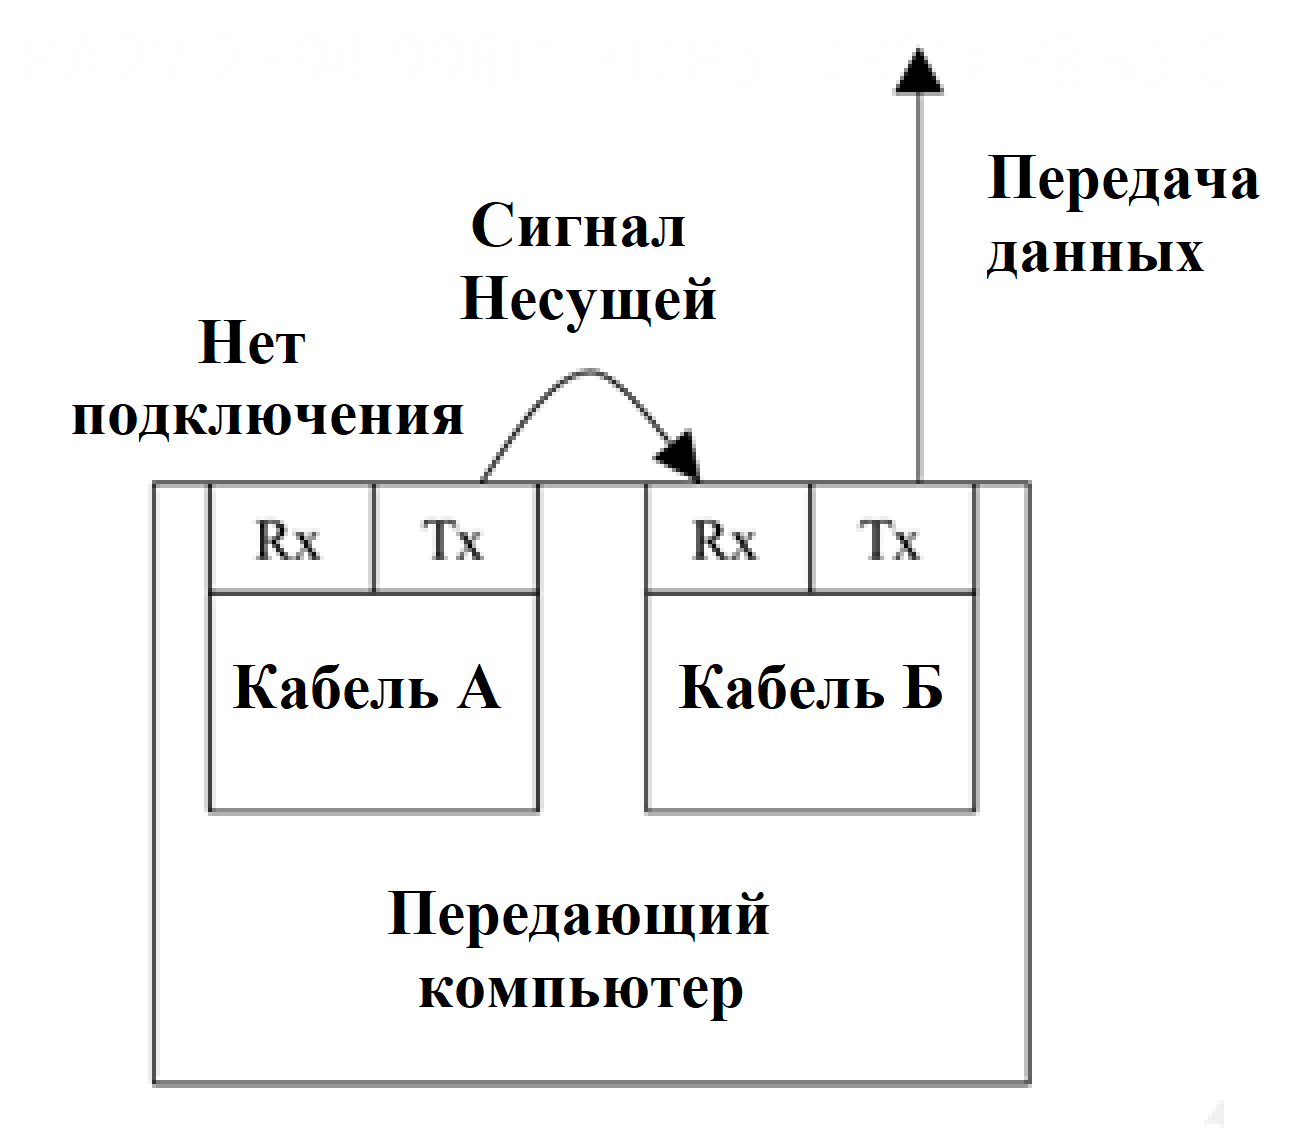 Передача
данных
Сигнал
Несущей
Нет
подключения
Rx Tx Rx Tx
Кабель А Кабель Б
Передающий
компьютер